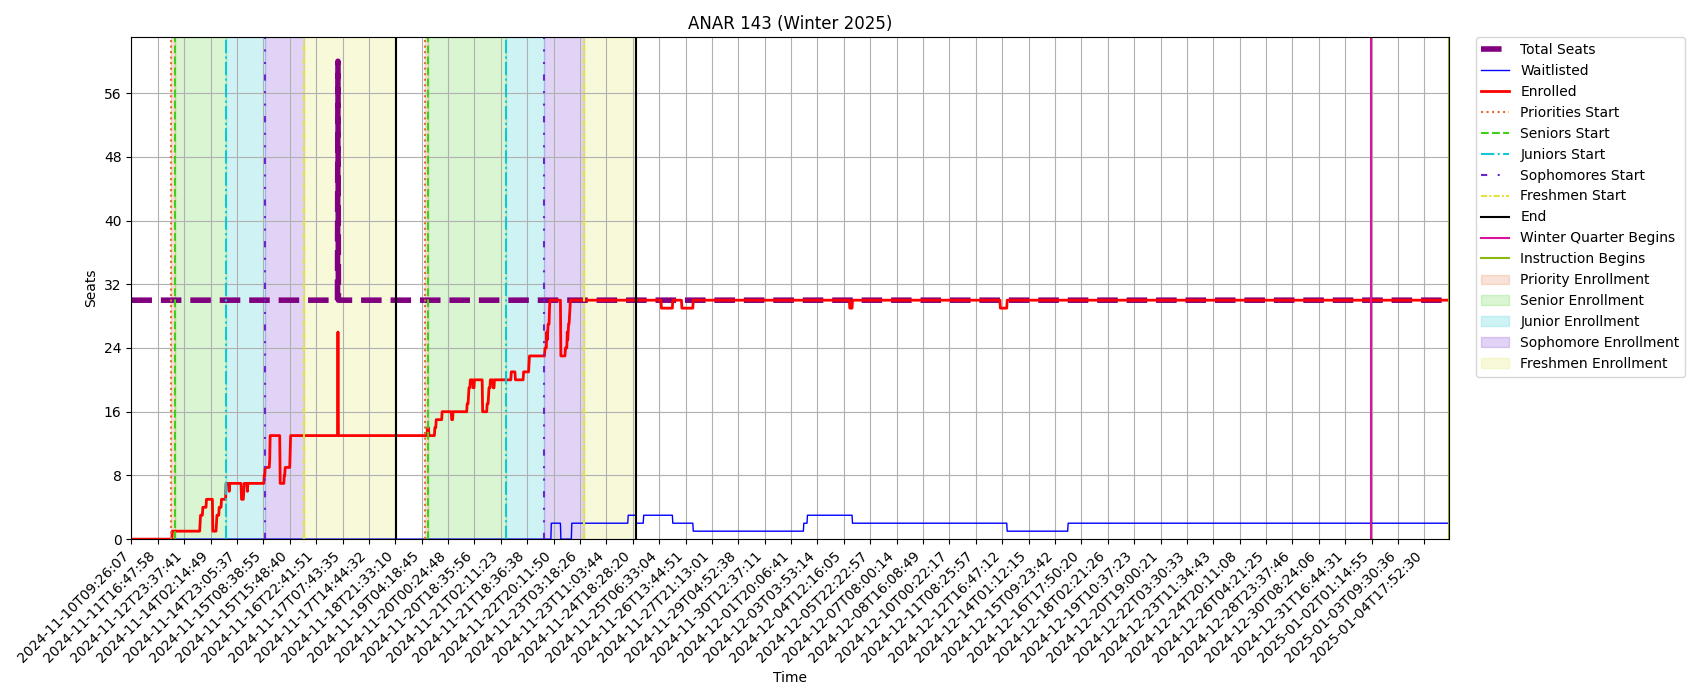 ANAR 143 (Winter 2025)
Seats
56
48
40
32
24
16
8
0
2024-11-10T09:26:07
2024-11-11T16:47:58
2024-11-12T23:37:41
2024-11-14T02:14:49
2024-11-14T23:05:37
2024-11-15T08:38:55
2024-11-15T15:48:40
2024-11-16T22:41:51
2024-11-17T07:43:35
2024-11-17T14:44:32
2024-11-18T21:33:10
2024-11-19T04:18:45
2024-11-20T00:24:48
2024-11-20T18:35:56
2024-11-21T02:11:23
2024-11-21T18:36:38
2024-11-22T20:11:50
2024-11-23T03:18:26
2024-11-23T11:03:44
2024-11-24T18:28:20
2024-11-25T06:33:04
2024-11-26T13:44:51
2024-11-27T21:13:01
2024-11-29T04:52:38
2024-11-30T12:37:11
2024-12-01T20:06:41
2024-12-03T03:53:14
2024-12-04T12:16:05
2024-12-05T22:22:57
2024-12-07T08:00:14
2024-12-08T16:08:49
2024-12-10T00:22:17
2024-12-11T08:25:57
2024-12-12T16:47:12
2024-12-14T01:12:15
2024-12-15T09:23:42
2024-12-16T17:50:20
2024-12-18T02:21:26
2024-12-19T10:37:23
2024-12-20T19:00:21
2024-12-22T03:30:33
2024-12-23T11:34:43
2024-12-24T20:11:08
2024-12-26T04:21:25
2024-12-28T23:37:46
2024-12-30T08:24:06
2024-12-31T16:44:31
2025-01-02T01:14:55
2025-01-03T09:30:36
2025-01-04T17:52:30
Time
Total Seats
Waitlisted
Enrolled
Priorities Start
Seniors Start
Juniors Start
Sophomores Start
Freshmen Start
End
Winter Quarter Begins
Instruction Begins
Priority Enrollment
Senior Enrollment
Junior Enrollment
Sophomore Enrollment
Freshmen Enrollment